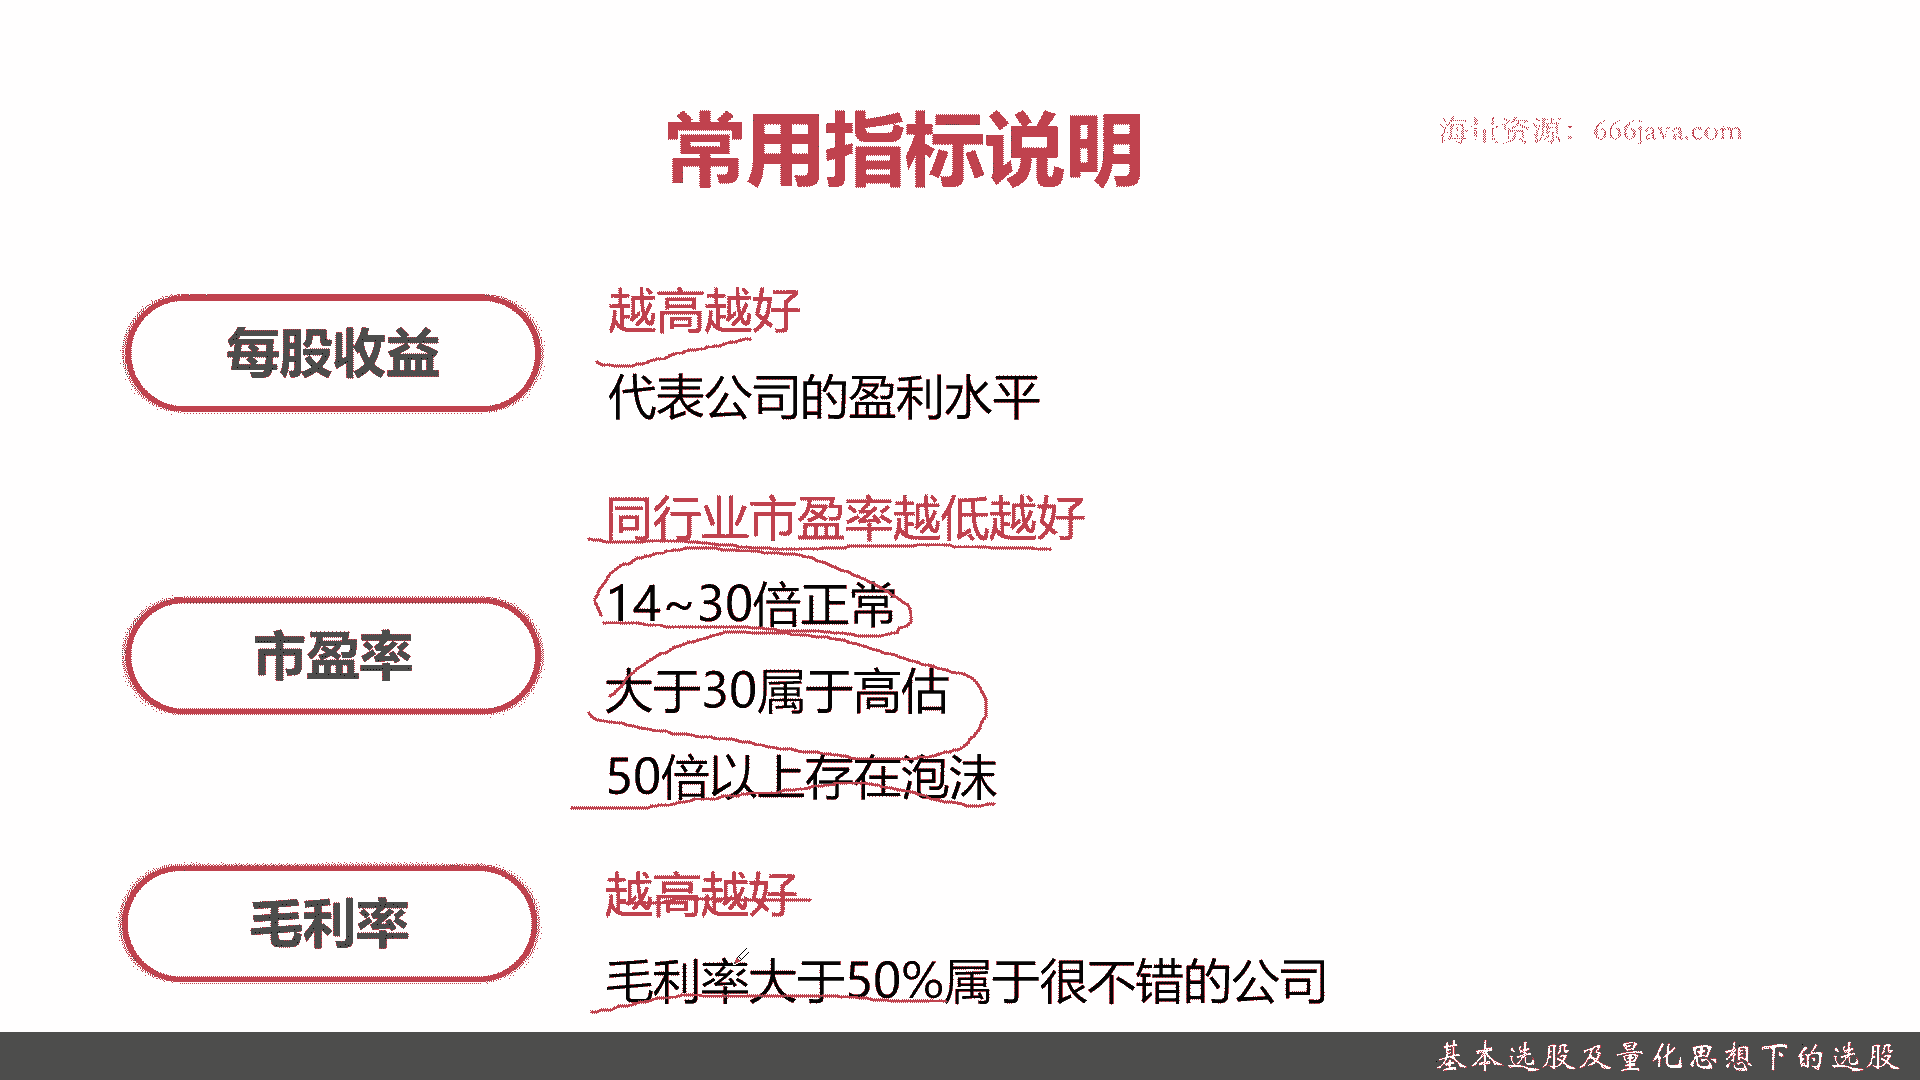 常用指标说明
海量资源：666java.com
每股收益
越高越好
代表公司的盈利水平
市盈率
同行业市盈率越低越好
14~30倍正常
大于30属于高估
50倍以上存在泡沫
毛利率
越高越好
毛利率大于50%属于很不错的公司
基本选股及量化思想下的选股